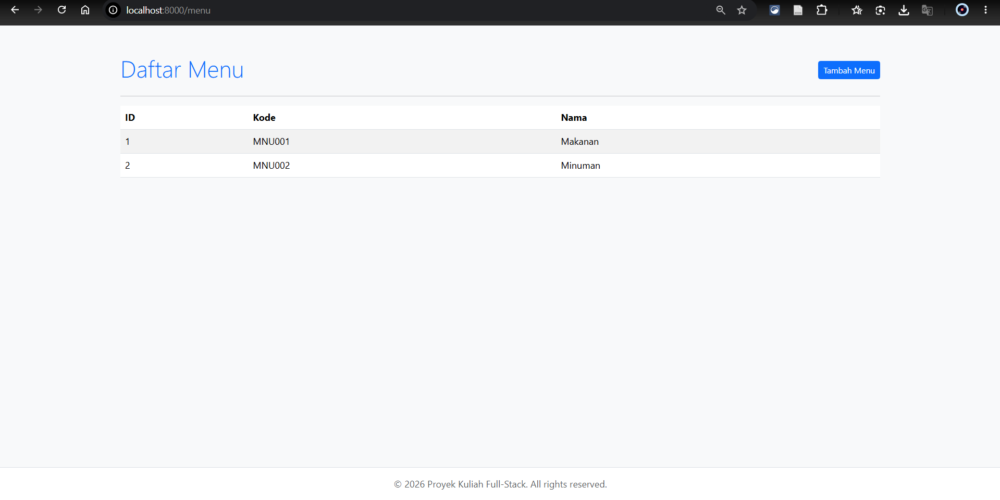 localhost:8000/menu
Daftar Menu
Tambah Menu
ID Kode Nama
1 MNU001 Makanan
2 MNU002 Minuman
© 2026 Proyek Kuliah Full-Stack. All rights reserved.